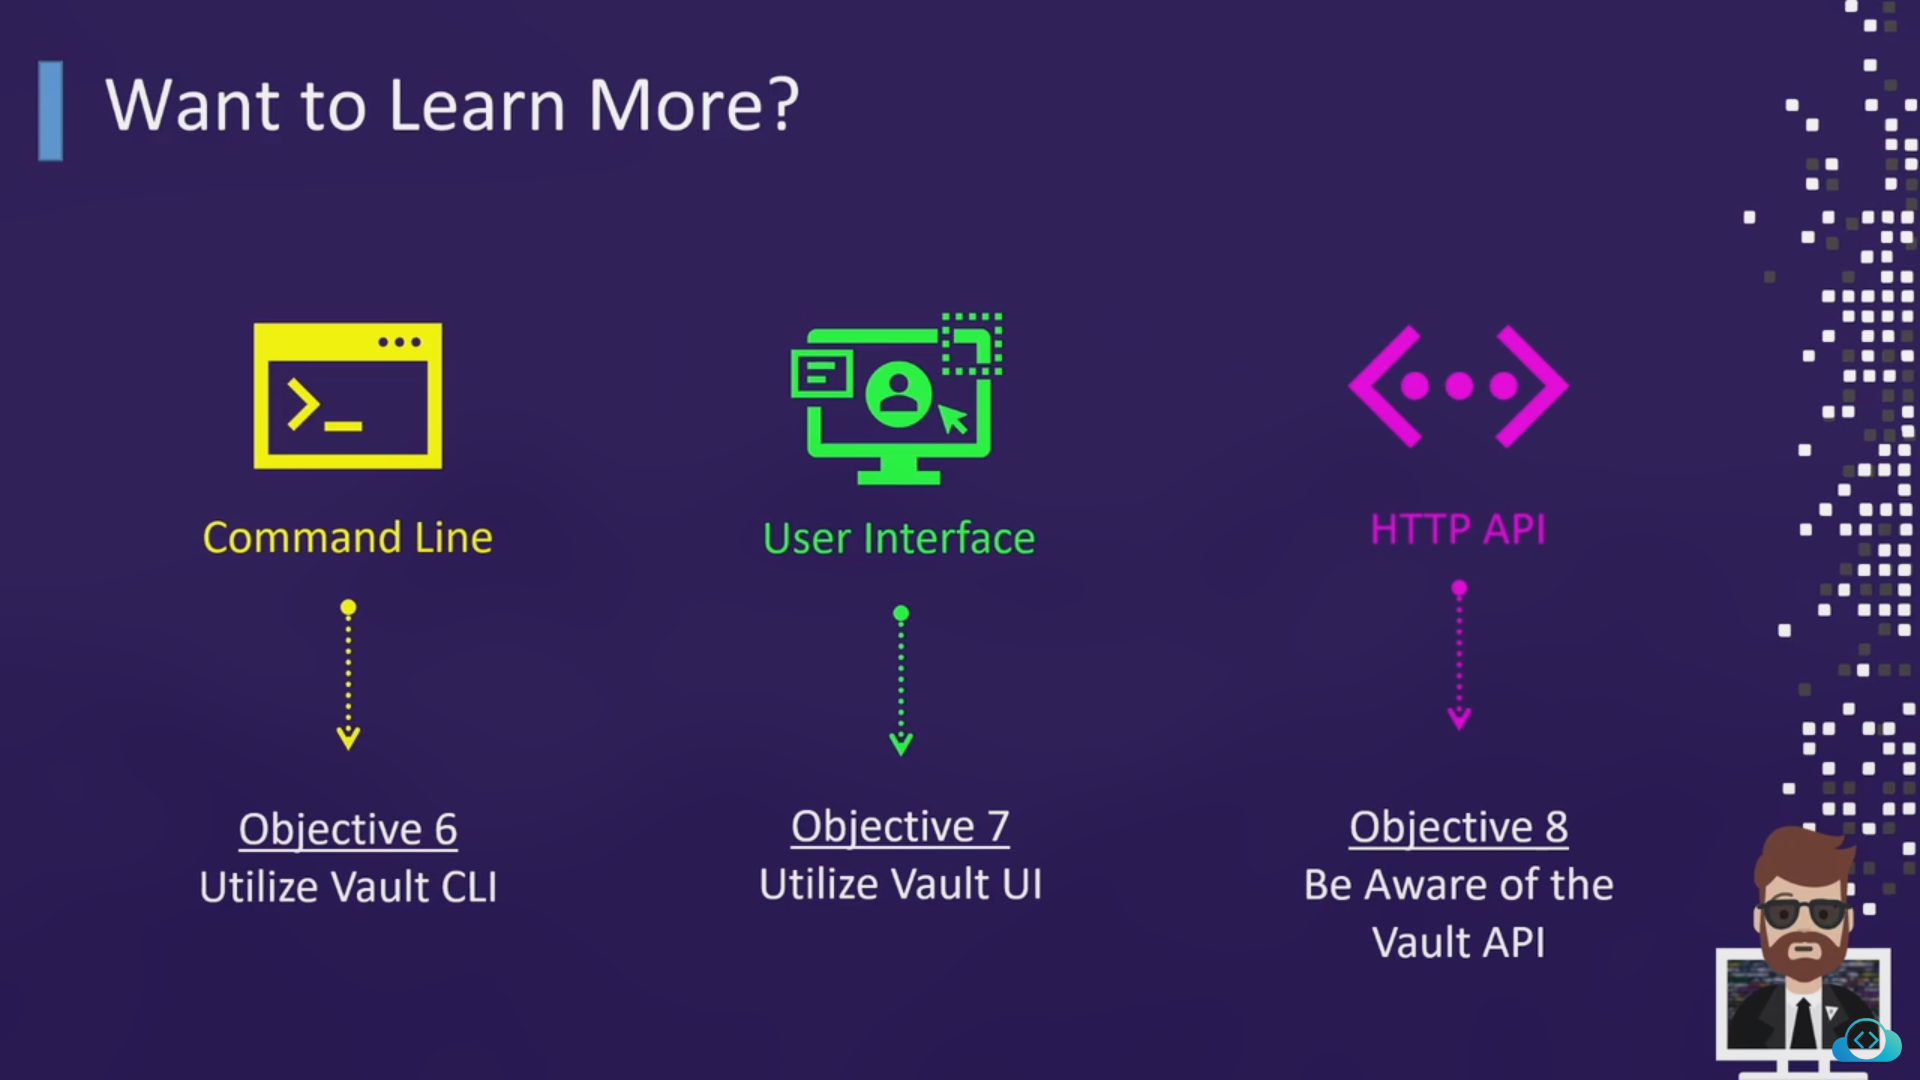 Want to Learn More?
Command Line
User Interface
HTTP API
Objective 6
Utilize Vault CLI
Objective 7
Utilize Vault UI
Objective 8
Be Aware of the
Vault API